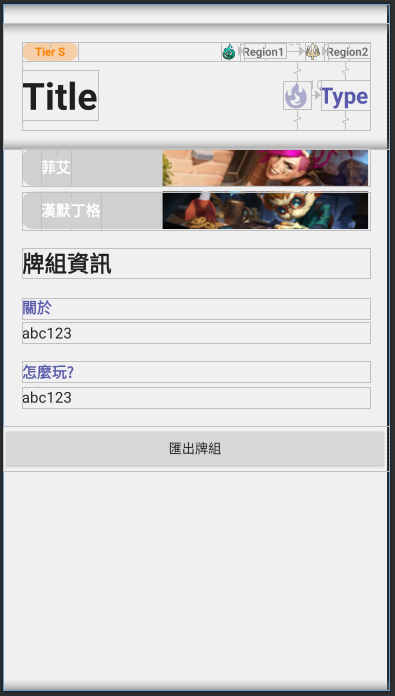 Tier S
Region1
Region2
Title
Type
菲艾
漢默丁格
牌組資訊
關於
abc123
怎麼玩?
abc123
匯出牌組